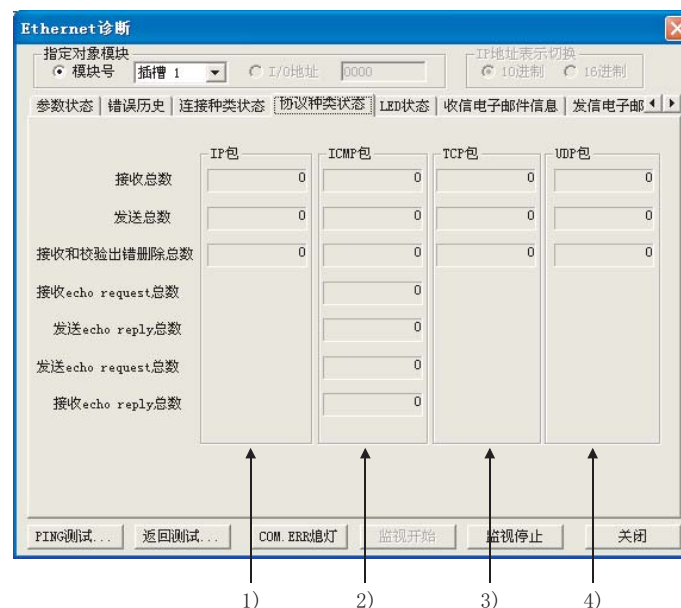 Ethernet诊断
指定对象模块
模块号 插槽 1 I/O地址 0000
IP地址表示切换
10进制 16进制
参数状态 错误历史 连接种类状态 协议种类状态 LED状态 收信电子邮件信息 发信电子邮
IP包 ICMP包 TCP包 UDP包
接收总数 0 0 0 0
发送总数 0 0 0 0
接收和校验出错删除总数 0 0 0 0
接收echo request总数 0
发送echo reply总数 0
发送echo request总数 0
接收echo reply总数 0
PING测试... 返回测试... COM.ERR熄灯 监视开始 监视停止 关闭
1) 2) 3) 4)